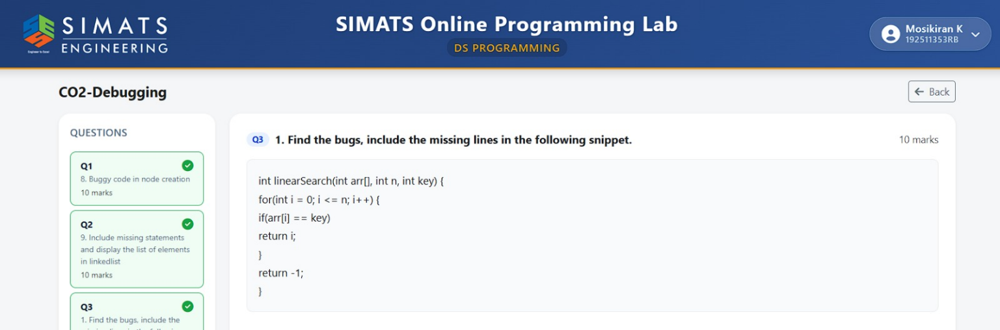 SIMATS
ENGINEERING
Engineer to Excel
SIMATS Online Programming Lab
DS PROGRAMMING
Mosikiran K
192511353RB
CO2-Debugging
← Back
QUESTIONS
Q1
8. Buggy code in node creation
10 marks
Q2
9. Include missing statements
and display the list of elements
in linkedlist
10 marks
Q3
1. Find the bugs, include the
Q3 1. Find the bugs, include the missing lines in the following snippet.
10 marks
int linearSearch(int arr[], int n, int key) {
for(int i = 0; i <= n; i++) {
if(arr[i] == key)
return i;
}
return -1;
}